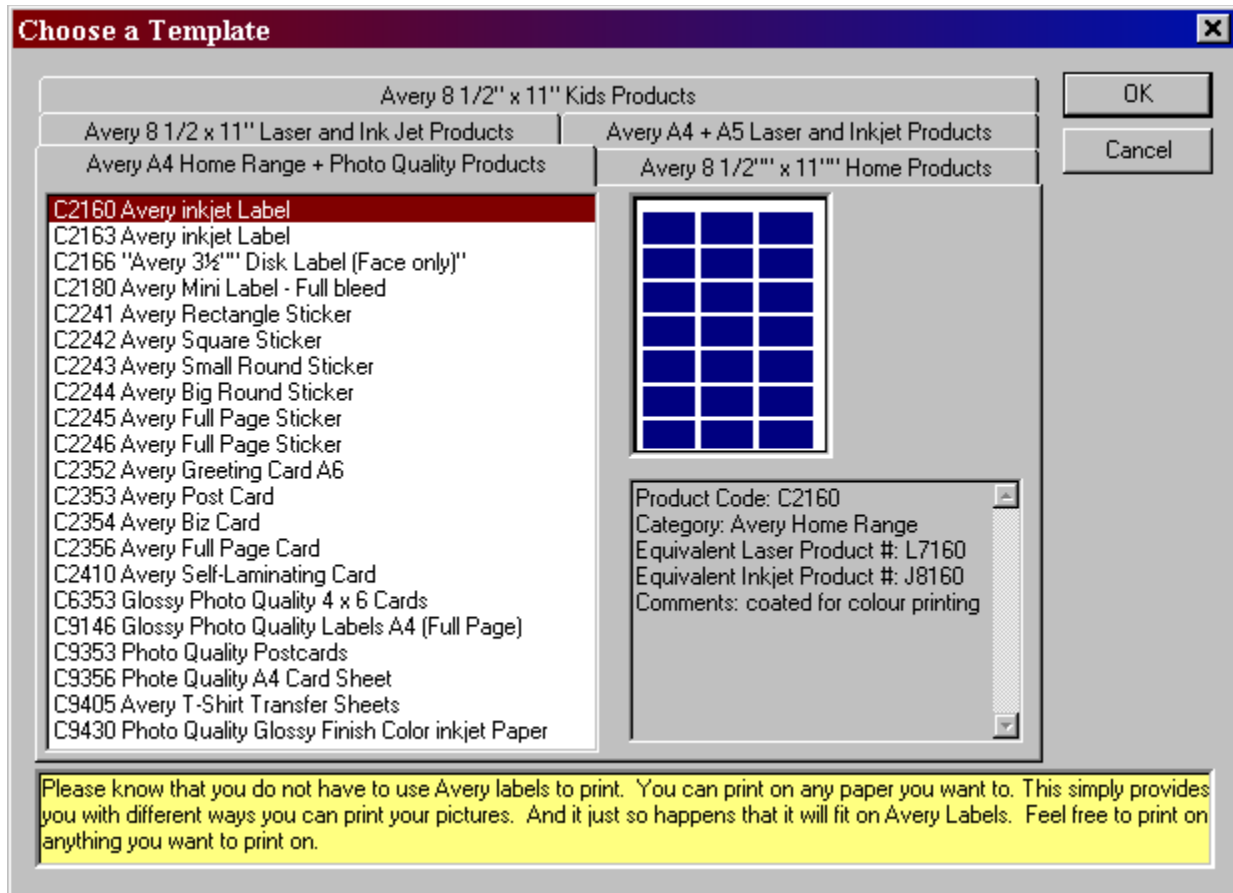 Choose a Template
Avery 8 1/2" x 11" Kids Products
OK
Avery 8 1/2 x 11" Laser and Ink Jet Products
Avery A4 + A5 Laser and Inkjet Products
Cancel
Avery A4 Home Range + Photo Quality Products
Avery 8 1/2"" x 11"" Home Products
C2160 Avery inkjet Label
C2163 Avery inkjet Label
C2166 "Avery 3½"" Disk Label (Face only)"
C2180 Avery Mini Label - Full bleed
C2241 Avery Rectangle Sticker
C2242 Avery Square Sticker
C2243 Avery Small Round Sticker
C2244 Avery Big Round Sticker
C2245 Avery Full Page Sticker
C2246 Avery Full Page Sticker
C2352 Avery Greeting Card A6
C2353 Avery Post Card
C2354 Avery Biz Card
C2356 Avery Full Page Card
C2410 Avery Self-Laminating Card
C6353 Glossy Photo Quality 4 x 6 Cards
C9146 Glossy Photo Quality Labels A4 (Full Page)
C9353 Photo Quality Postcards
C9356 Phote Quality A4 Card Sheet
C9405 Avery T-Shirt Transfer Sheets
C9430 Photo Quality Glossy Finish Color inkjet Paper
Product Code: C2160
Category: Avery Home Range
Equivalent Laser Product #: L7160
Equivalent Inkjet Product #: J8160
Comments: coated for colour printing
Please know that you do not have to use Avery labels to print. You can print on any paper you want to. This simply provides
you with different ways you can print your pictures. And it just so happens that it will fit on Avery Labels. Feel free to print on
anything you want to print on.